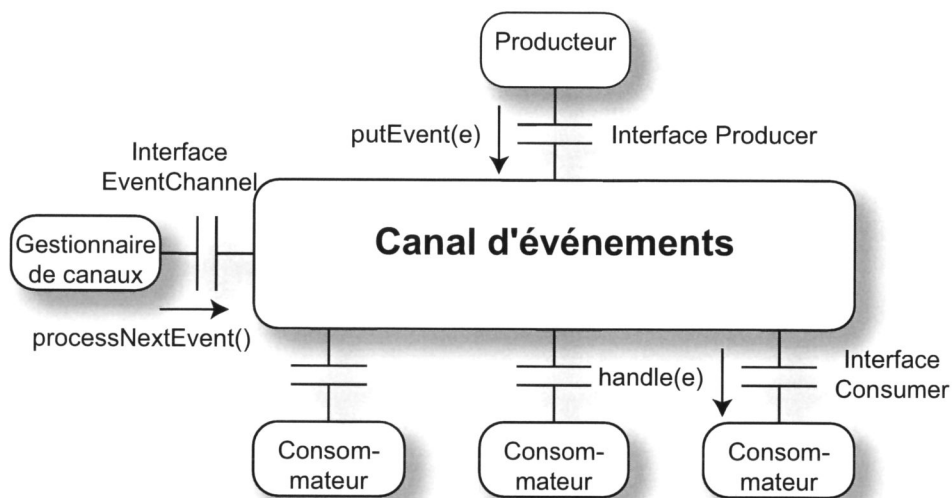 Producteur
putEvent(e)
Interface Producer
Interface
EventChannel
Canal d'événements
Gestionnaire
de canaux
processNextEvent()
handle(e)
Interface
Consumer
Consom-
mateur
Consom-
mateur
Consom-
mateur